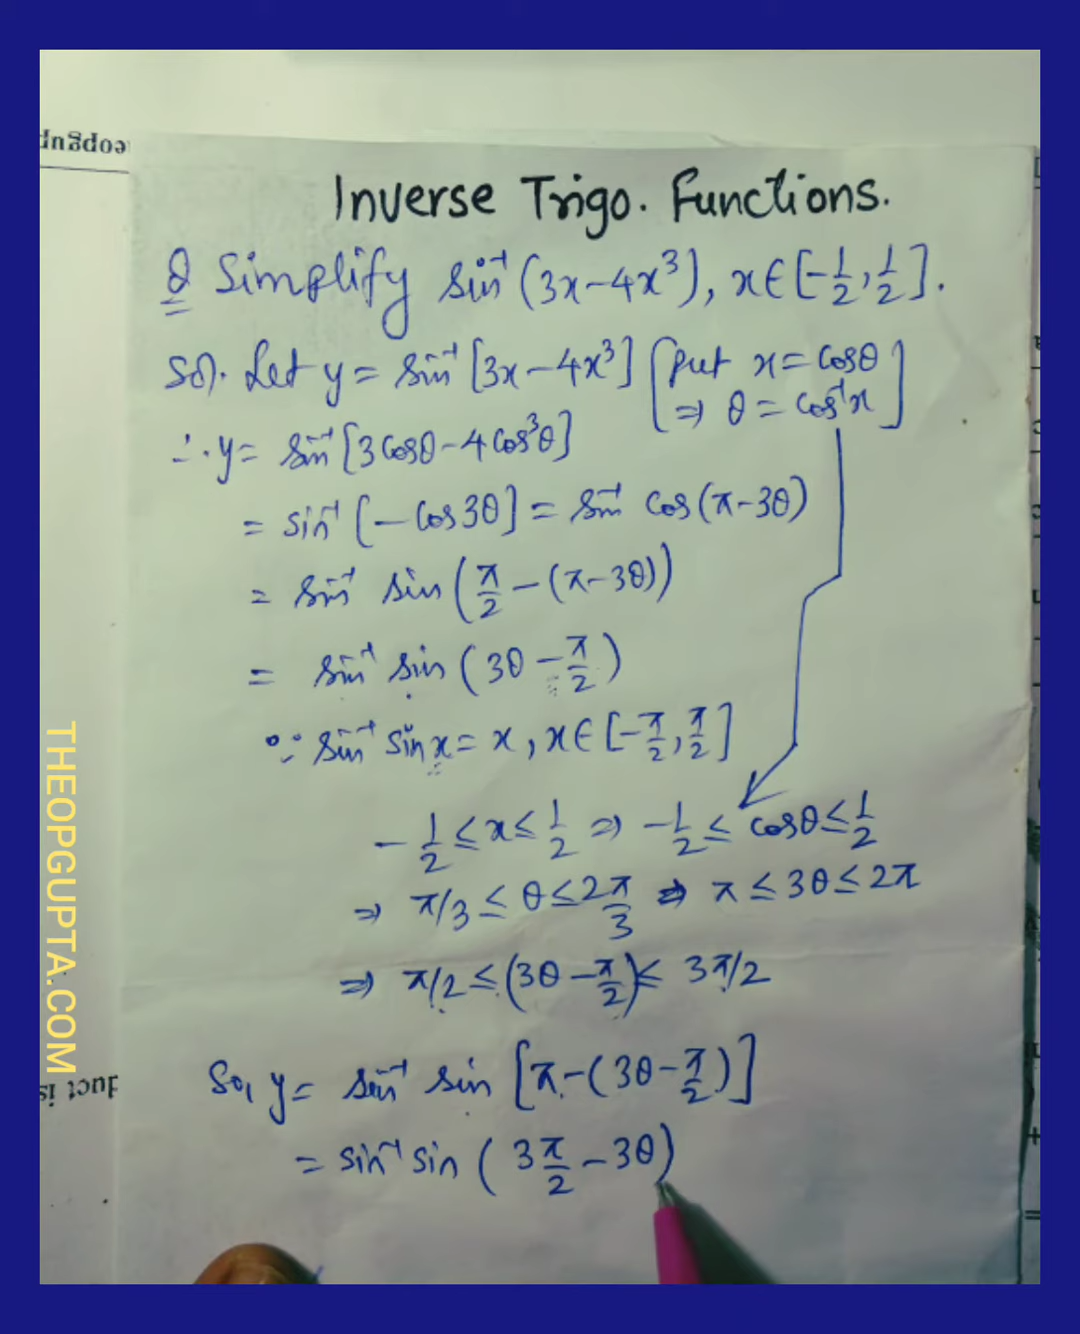 Inverse Trigo. Functions.
Q Simplify sin⁻¹(3x-4x³), x∈[-1/2, 1/2].
Sol. Let y = sin⁻¹[3x-4x³] [Put x = cosθ
⇒ θ = cos⁻¹x]
∴ y = sin⁻¹[3cosθ-4cos³θ]
= sin⁻¹[-cos3θ] = sin⁻¹ cos(π-3θ)
= sin⁻¹ sin(π/2-(π-3θ))
= sin⁻¹ sin(3θ-π/2)
∵ sin⁻¹ sin x = x, x∈[-π/2, π/2]
-1/2 ≤ x ≤ 1/2 ⇒ -1/2 ≤ cosθ ≤ 1/2
⇒ π/3 ≤ θ ≤ 2π/3 ⇒ π ≤ 3θ ≤ 2π
⇒ π/2 ≤ (3θ-π/2) ≤ 3π/2
So, y = sin⁻¹ sin[π-(3θ-π/2)]
= sin⁻¹ sin(3π/2-3θ)
THEOPGUPTA.COM